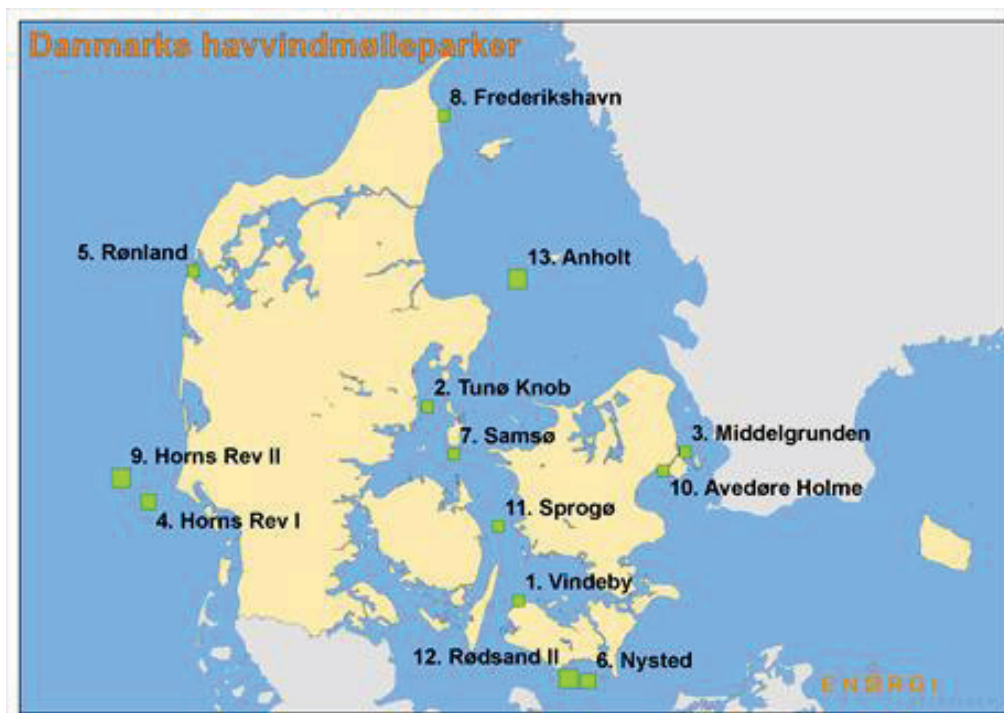 Danmarks havvindmølleparker
8. Frederikshavn
5. Rønland
13. Anholt
2. Tunø Knob
7. Samsø
3. Middelgrunden
9. Horns Rev II
10. Avedøre Holme
4. Horns Rev I
11. Sprogø
1. Vindeby
12. Rødsand II
6. Nysted